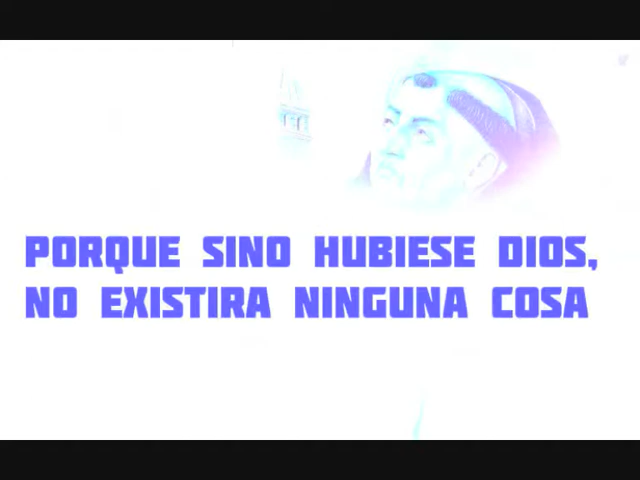 PORQUE SINO HUBIESE DIOS,
NO EXISTIRA NINGUNA COSA